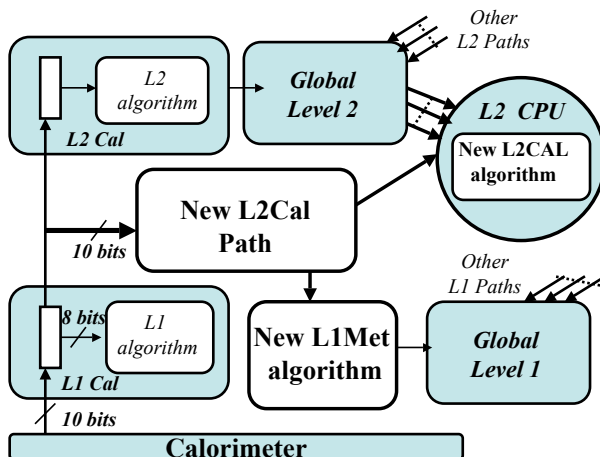 Other
L2 Paths
L2
algorithm
L2 Cal
Global
Level 2
L2 CPU
New L2CAL
algorithm
New L2Cal
Path
10 bits
Other
L1 Paths
8 bits
L1
algorithm
L1 Cal
New L1Met
algorithm
Global
Level 1
10 bits
Calorimeter